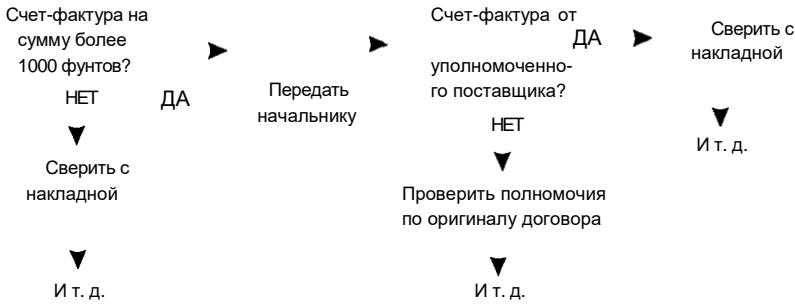 Счет-фактура на
сумму более
1000 фунтов?
НЕТ
ДА
Сверить с
накладной
И т. д.
Передать
начальнику
Счет-фактура от
ДА
уполномоченно-
го поставщика?
НЕТ
Проверить полномочия
по оригиналу договора
И т. д.
Сверить с
накладной
И т. д.